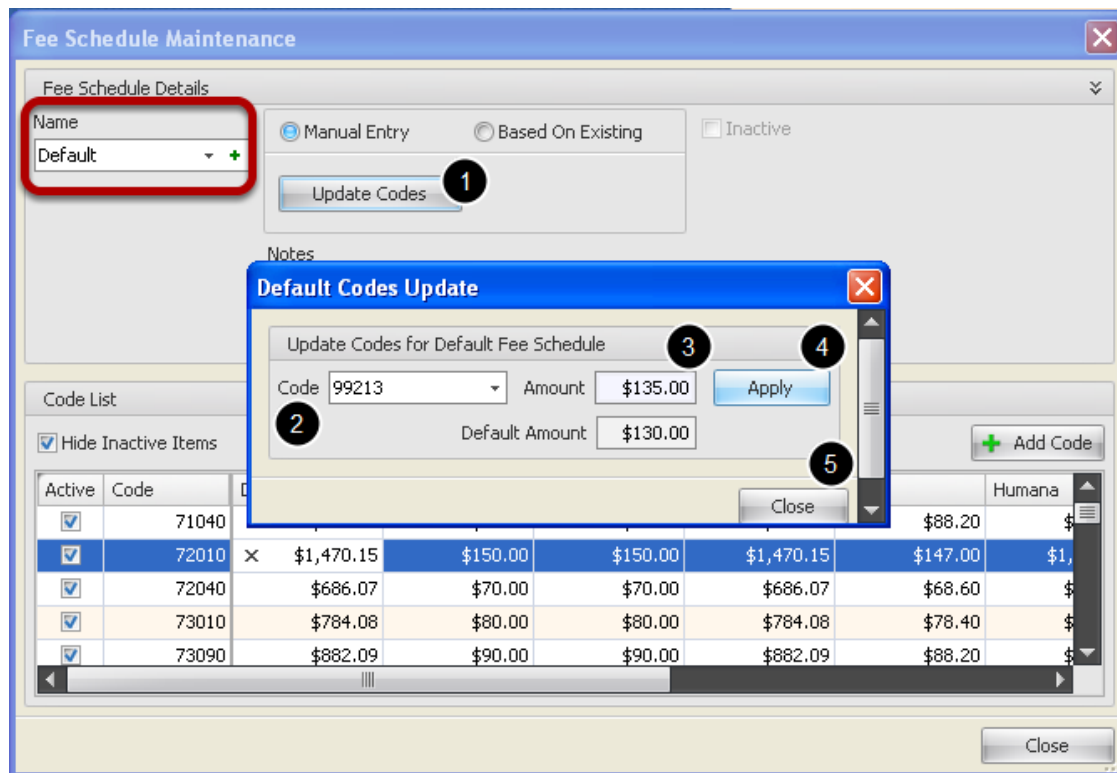 Fee Schedule Maintenance
Fee Schedule Details
Name
Manual Entry Based On Existing Inactive
Default
1
Update Codes
Notes
Default Codes Update
Update Codes for Default Fee Schedule 3 4
Code 99213 Amount $135.00 Apply
2
Default Amount $130.00
5
Close
Code List
Hide Inactive Items Add Code
Active Code Humana
71040 $88.20 $
72010 $1,470.15 $150.00 $150.00 $1,470.15 $147.00 $1,
72040 $686.07 $70.00 $70.00 $686.07 $68.60 $
73010 $784.08 $80.00 $80.00 $784.08 $78.40 $
73090 $882.09 $90.00 $90.00 $882.09 $88.20 $
Close